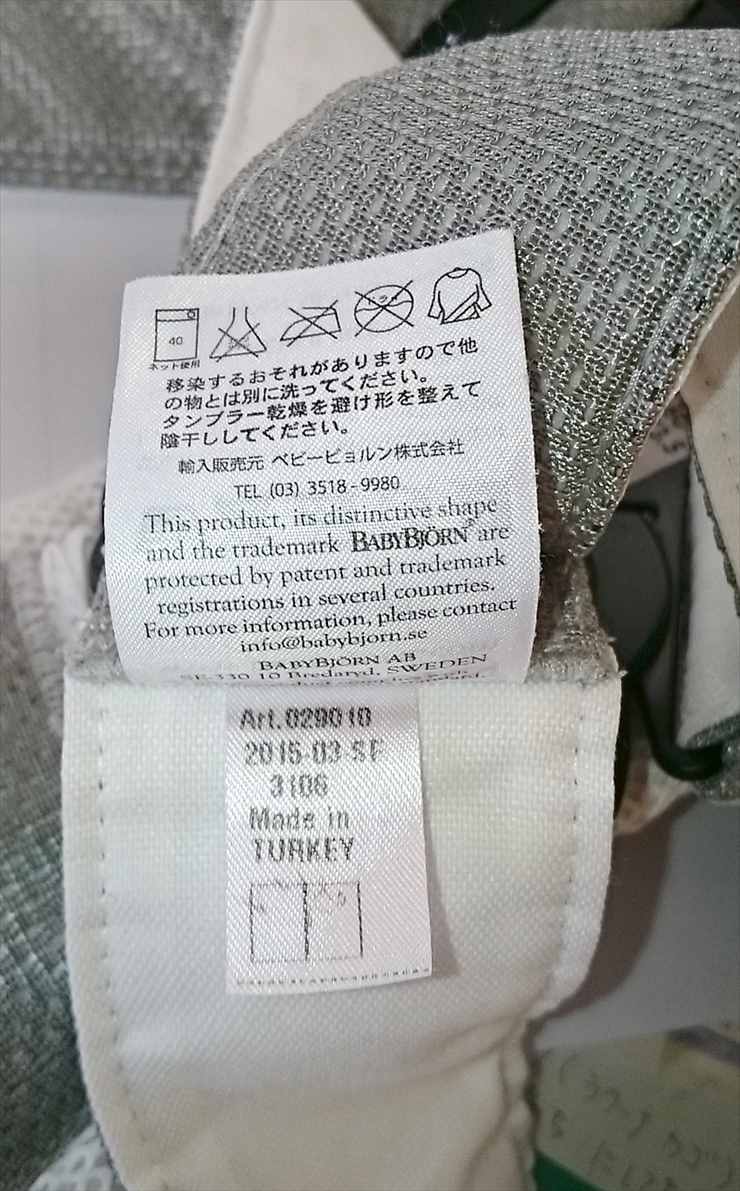 40
ネット使用
移染するおそれがありますので他
の物とは別に洗ってください。
タンブラー乾燥を避け形を整えて
陰干ししてください。
輸入販売元 ベビービョルン株式会社
TEL (03) 3518-9980
This product, its distinctive shape
and the trademark BABYBJÖRN® are
protected by patent and trademark
registrations in several countries.
For more information, please contact
info@babybjorn.se
BABYBJÖRN AB
SE-330 10 Bredaryd, SWEDEN
Art.029010
2015-03 SE
3106
Made in
TURKEY